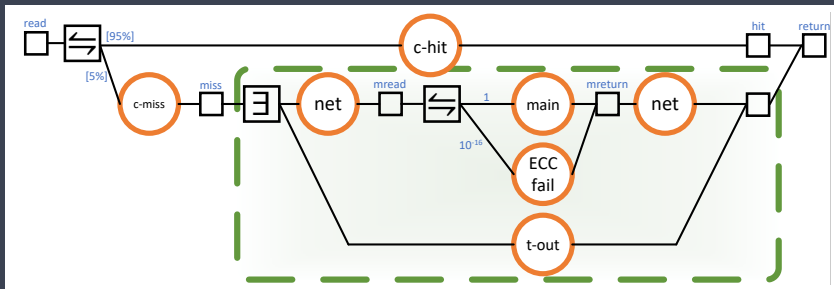 read
[95%]
c-hit
hit
return
[5%]
c-miss
miss
∃
net
mread
1
main
mreturn
net
10⁻¹⁶
ECC
fail
t-out